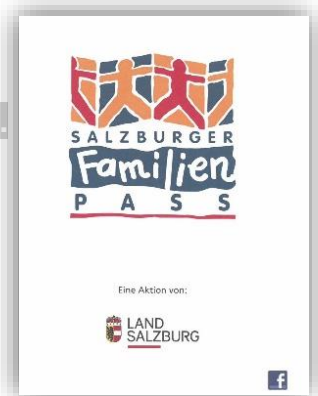 SALZBURGER
Familien
PASS
Eine Aktion von:
LAND
SALZBURG
f